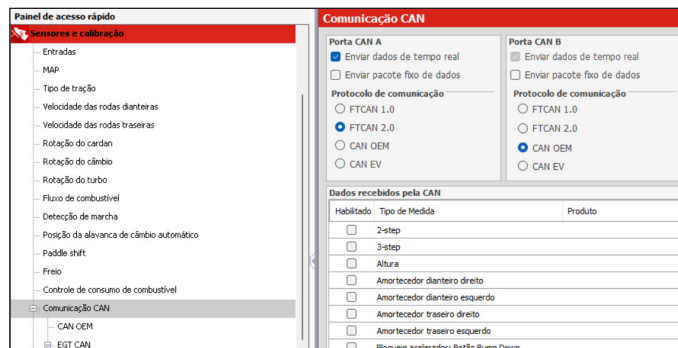 Painel de acesso rápido
Sensores e calibração
Entradas
MAP
Tipo de tração
Velocidade das rodas dianteiras
Velocidade das rodas traseiras
Rotação do cardan
Rotação do câmbio
Rotação do turbo
Fluxo de combustível
Detecção de marcha
Posição da alavanca de câmbio automático
Paddle shift
Freio
Controle de consumo de combustível
Comunicação CAN
CAN OEM
EGT CAN
Comunicação CAN
Porta CAN A
Enviar dados de tempo real
Enviar pacote fixo de dados
Protocolo de comunicação
FTCAN 1.0
FTCAN 2.0
CAN OEM
CAN EV
Porta CAN B
Enviar dados de tempo real
Enviar pacote fixo de dados
Protocolo de comunicação
FTCAN 1.0
FTCAN 2.0
CAN OEM
CAN EV
Dados recebidos pela CAN
Habilitado Tipo de Medida Produto
2-step
3-step
Altura
Amortecedor dianteiro direito
Amortecedor dianteiro esquerdo
Amortecedor traseiro direito
Amortecedor traseiro esquerdo
Bloqueio acelerador: Botão Pump Down